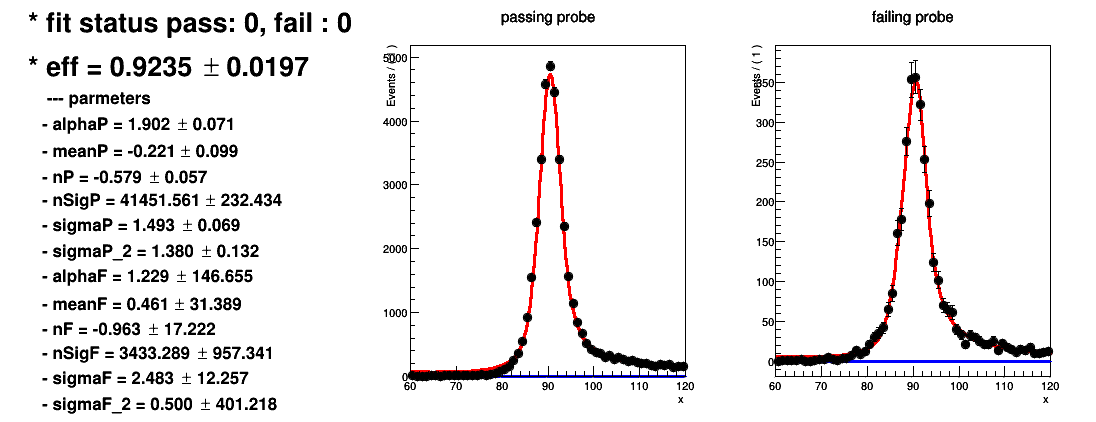 * fit status pass: 0, fail : 0
* eff = 0.9235 ± 0.0197
--- parmeters
- alphaP = 1.902 ± 0.071
- meanP = -0.221 ± 0.099
- nP = -0.579 ± 0.057
- nSigP = 41451.561 ± 232.434
- sigmaP = 1.493 ± 0.069
- sigmaP_2 = 1.380 ± 0.132
- alphaF = 1.229 ± 146.655
- meanF = 0.461 ± 31.389
- nF = -0.963 ± 17.222
- nSigF = 3433.289 ± 957.341
- sigmaF = 2.483 ± 12.257
- sigmaF_2 = 0.500 ± 401.218
passing probe
Events / ( 1 )
5000
4000
3000
2000
1000
0
60 70 80 90 100 110 120
x
failing probe
Events / ( 1 )
350
300
250
200
150
100
50
0
60 70 80 90 100 110 120
x